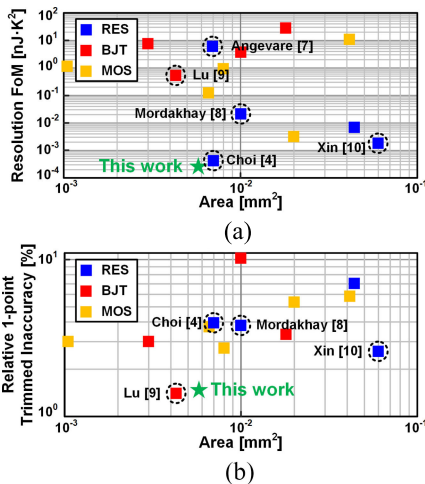 Resolution FoM [nJ·K²]
10²
10¹
10⁰
10⁻¹
10⁻²
10⁻³
10⁻⁴
RES
BJT
MOS
Angevare [7]
Lu [9]
Mordakhay [8]
Xin [10]
Choi [4]
This work
10⁻³
10⁻²
10⁻¹
Area [mm²]
(a)
Relative 1-point
Trimmed Inaccuracy [%]
10¹
10⁰
RES
BJT
MOS
Choi [4]
Mordakhay [8]
Xin [10]
Lu [9]
This work
10⁻³
10⁻²
10⁻¹
Area [mm²]
(b)